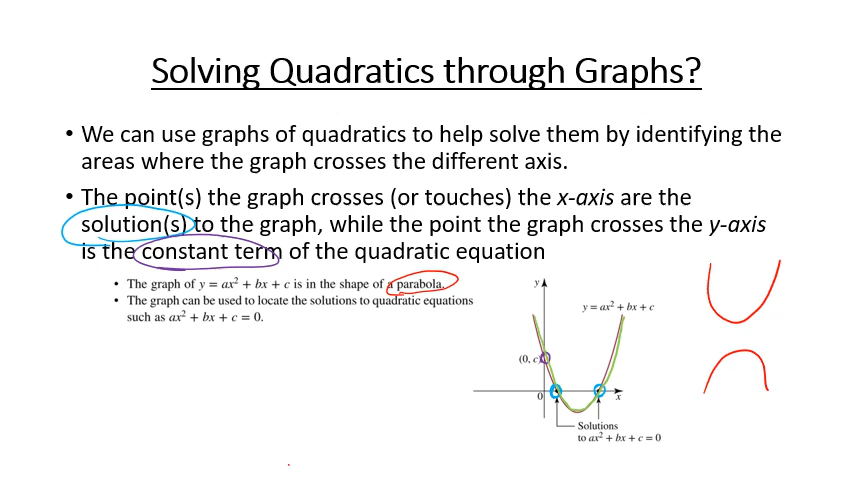 Solving Quadratics through Graphs?
• We can use graphs of quadratics to help solve them by identifying the
areas where the graph crosses the different axis.
• The point(s) the graph crosses (or touches) the x-axis are the
solution(s) to the graph, while the point the graph crosses the y-axis
is the constant term of the quadratic equation
• The graph of y = ax² + bx + c is in the shape of a parabola.
• The graph can be used to locate the solutions to quadratic equations
such as ax² + bx + c = 0.
y
y = ax² + bx + c
(0, c)
0
x
Solutions
to ax² + bx + c = 0